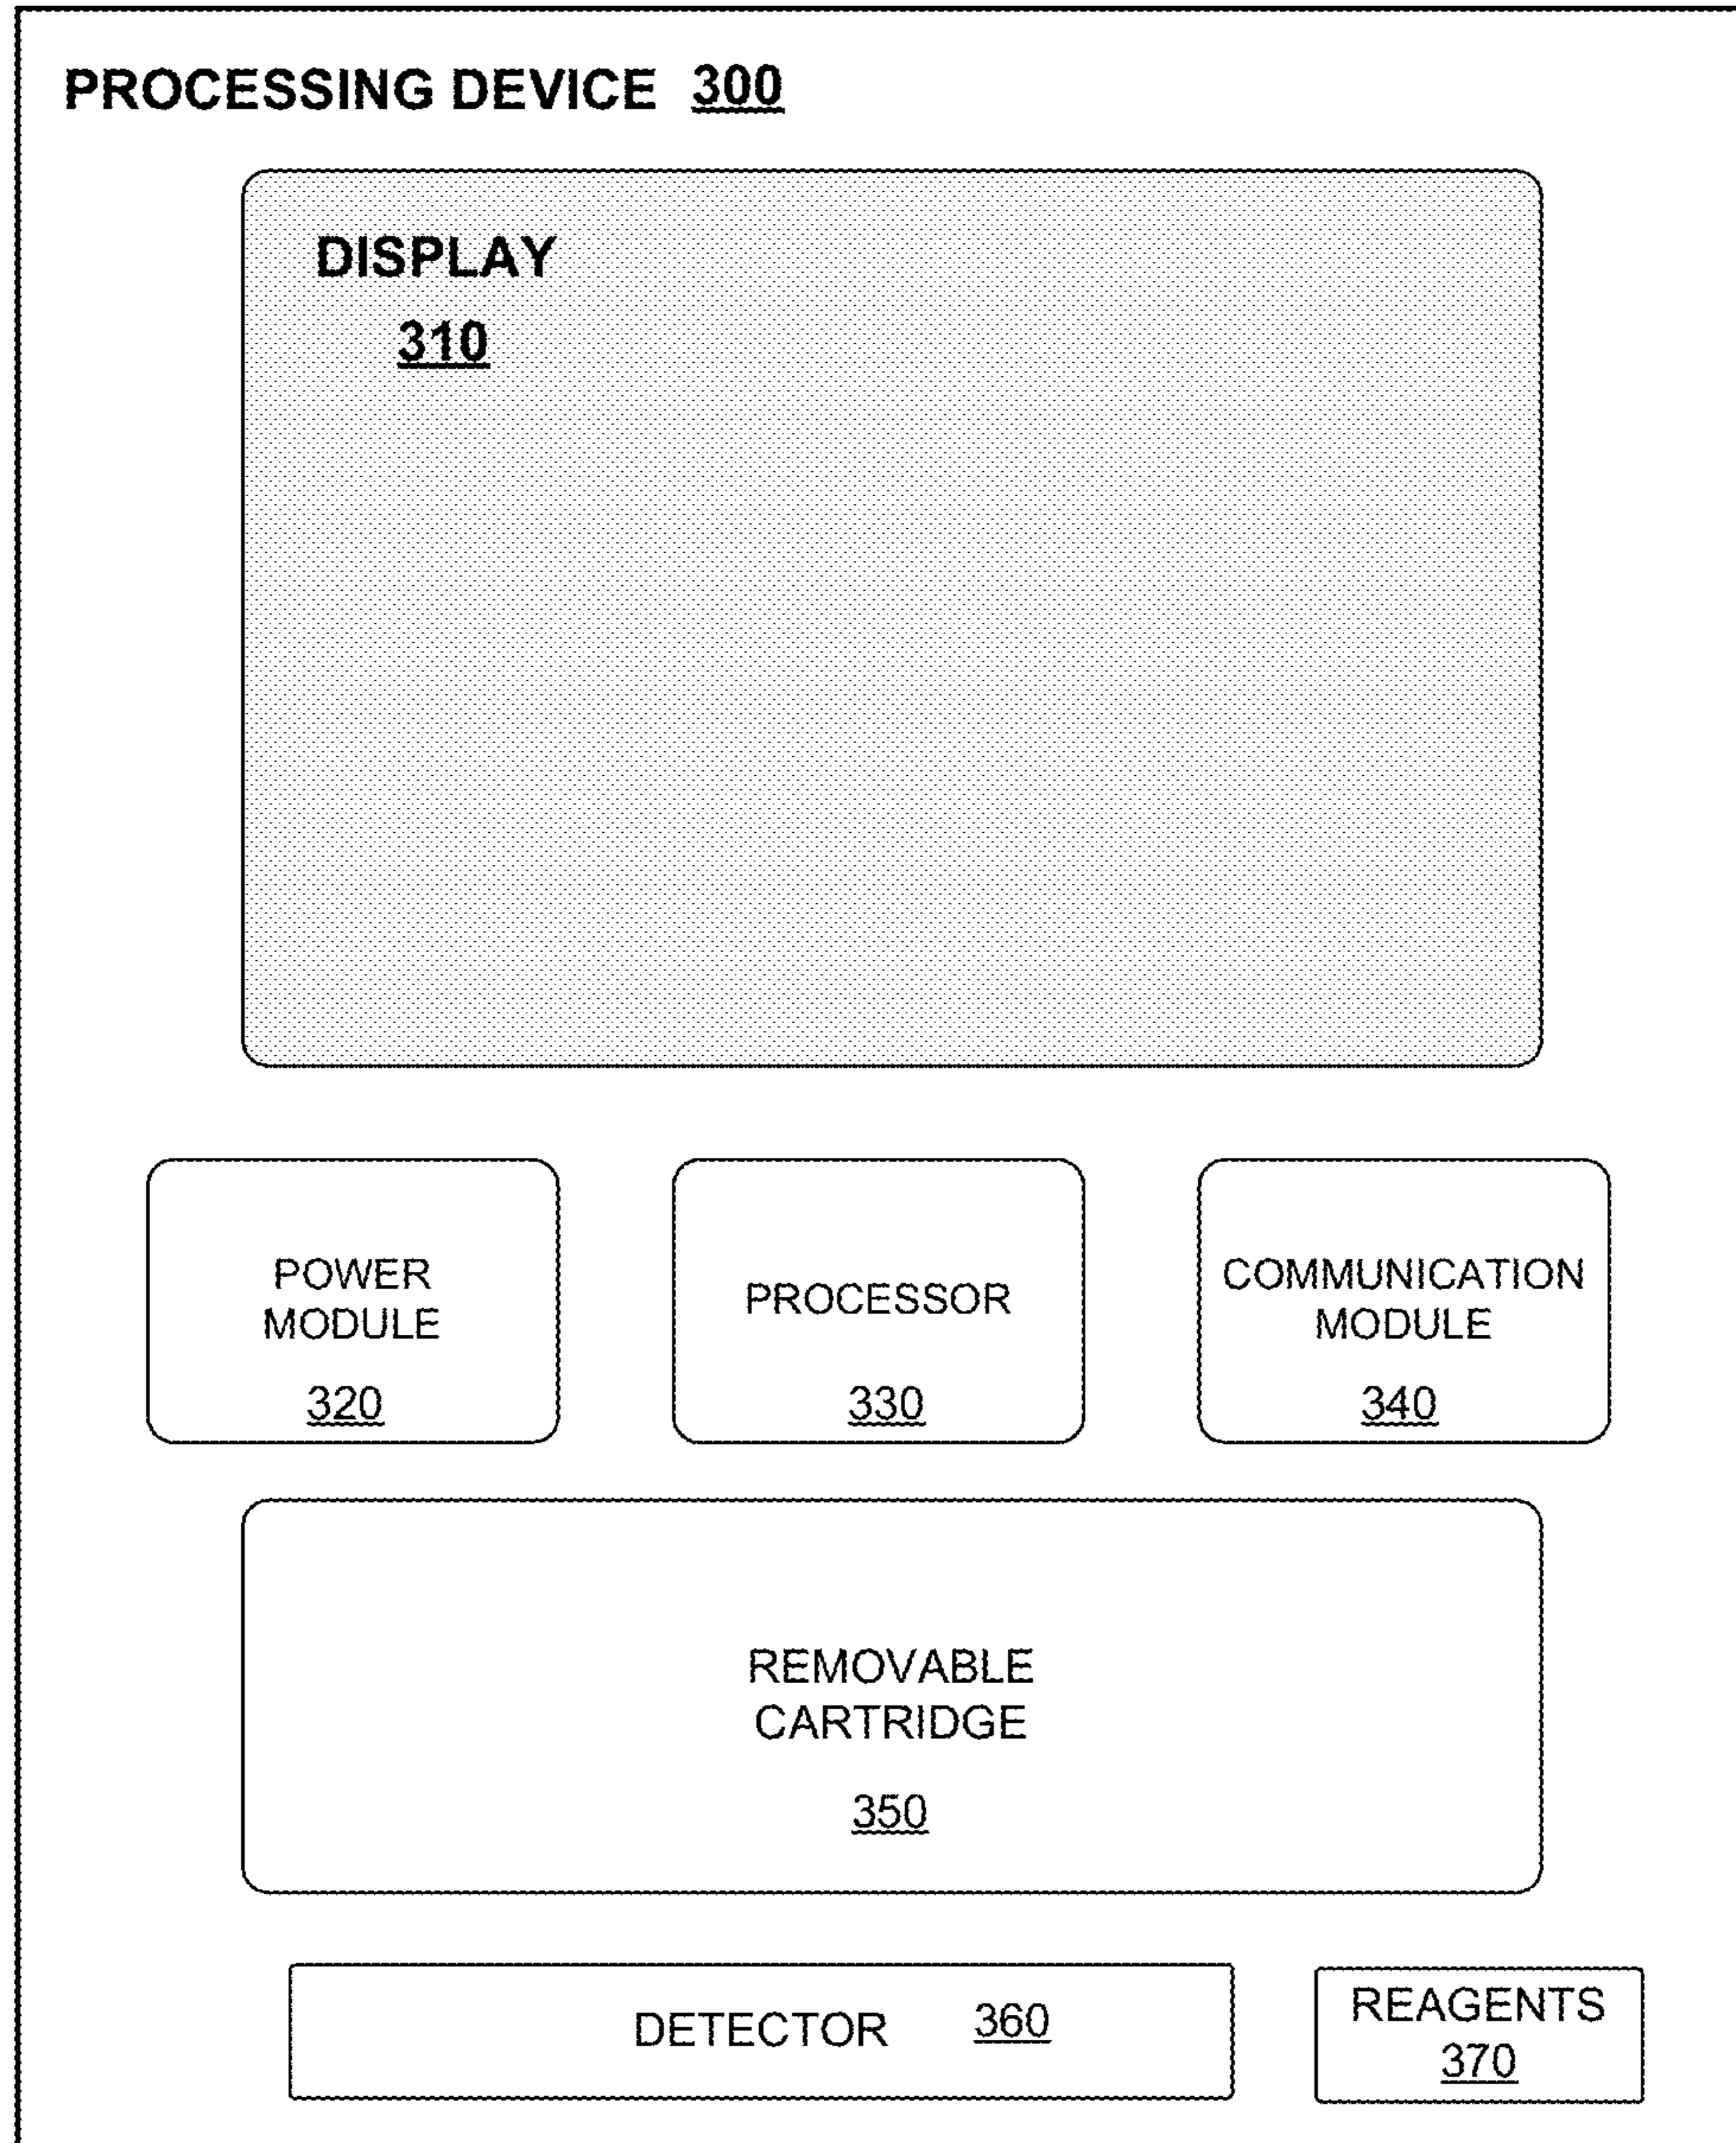 PROCESSING DEVICE 300
DISPLAY
310
POWER
MODULE
320
PROCESSOR
330
COMMUNICATION
MODULE
340
REMOVABLE
CARTRIDGE
350
DETECTOR 360
REAGENTS
370